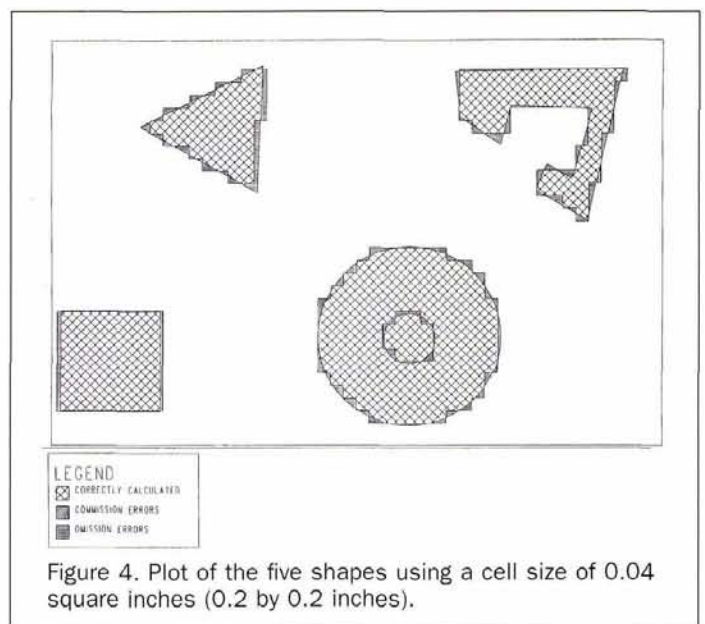 LEGEND
CORRECTLY CALCULATED
COMMISSION ERRORS
OMISSION ERRORS
Figure 4. Plot of the five shapes using a cell size of 0.04
square inches (0.2 by 0.2 inches).